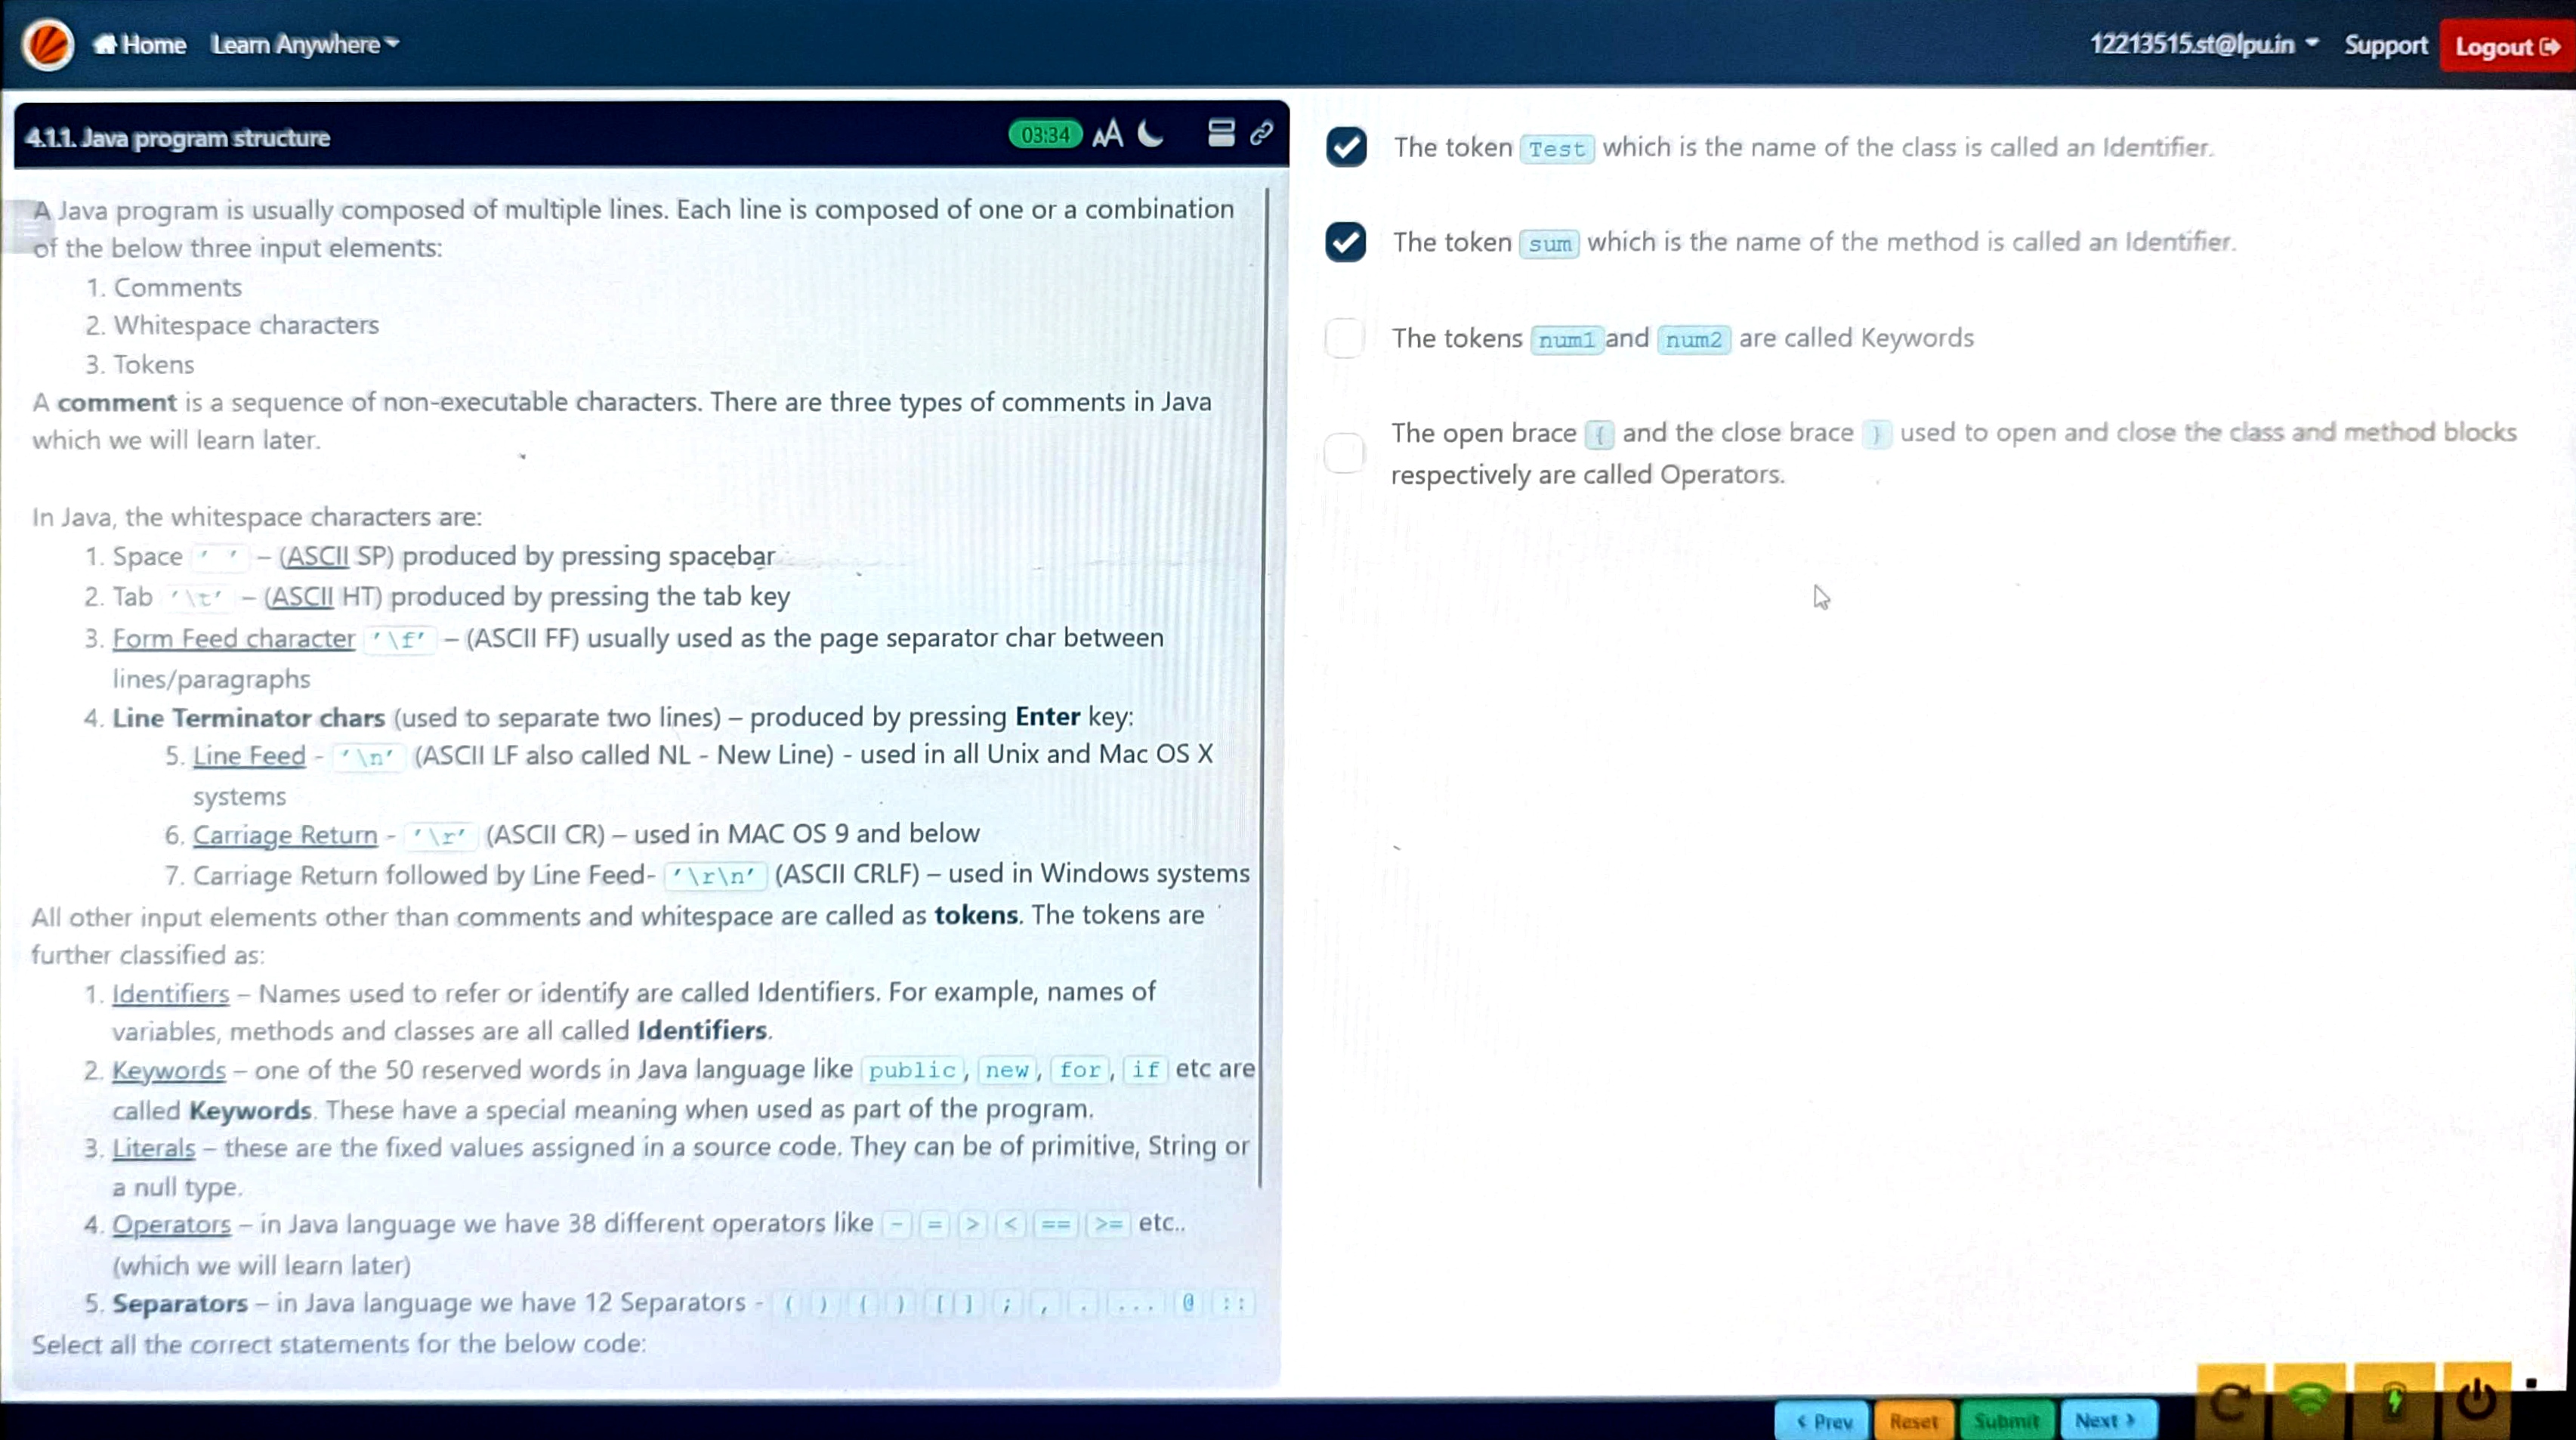 Home Learn Anywhere
12213515.st@lpu.in Support Logout
4.1.1. Java program structure
03:34 AA
A Java program is usually composed of multiple lines. Each line is composed of one or a combination
of the below three input elements:
1. Comments
2. Whitespace characters
3. Tokens
A comment is a sequence of non-executable characters. There are three types of comments in Java
which we will learn later.
In Java, the whitespace characters are:
1. Space ' ' – (ASCII SP) produced by pressing spacebar
2. Tab '\t' – (ASCII HT) produced by pressing the tab key
3. Form Feed character '\f' – (ASCII FF) usually used as the page separator char between
lines/paragraphs
4. Line Terminator chars (used to separate two lines) – produced by pressing Enter key:
5. Line Feed - '\n' (ASCII LF also called NL - New Line) - used in all Unix and Mac OS X
systems
6. Carriage Return - '\r' (ASCII CR) – used in MAC OS 9 and below
7. Carriage Return followed by Line Feed- '\r\n' (ASCII CRLF) – used in Windows systems
All other input elements other than comments and whitespace are called as tokens. The tokens are
further classified as:
1. Identifiers – Names used to refer or identify are called Identifiers. For example, names of
variables, methods and classes are all called Identifiers.
2. Keywords – one of the 50 reserved words in Java language like public, new, for, if etc are
called Keywords. These have a special meaning when used as part of the program.
3. Literals – these are the fixed values assigned in a source code. They can be of primitive, String or
a null type.
4. Operators – in Java language we have 38 different operators like - = > < == >= etc..
(which we will learn later)
5. Separators – in Java language we have 12 Separators - ( ) { } [ ] ; , . ... @ ::
Select all the correct statements for the below code:
The token Test which is the name of the class is called an Identifier.
The token sum which is the name of the method is called an Identifier.
The tokens num1 and num2 are called Keywords
The open brace { and the close brace } used to open and close the class and method blocks
respectively are called Operators.
< Prev Reset Submit Next >